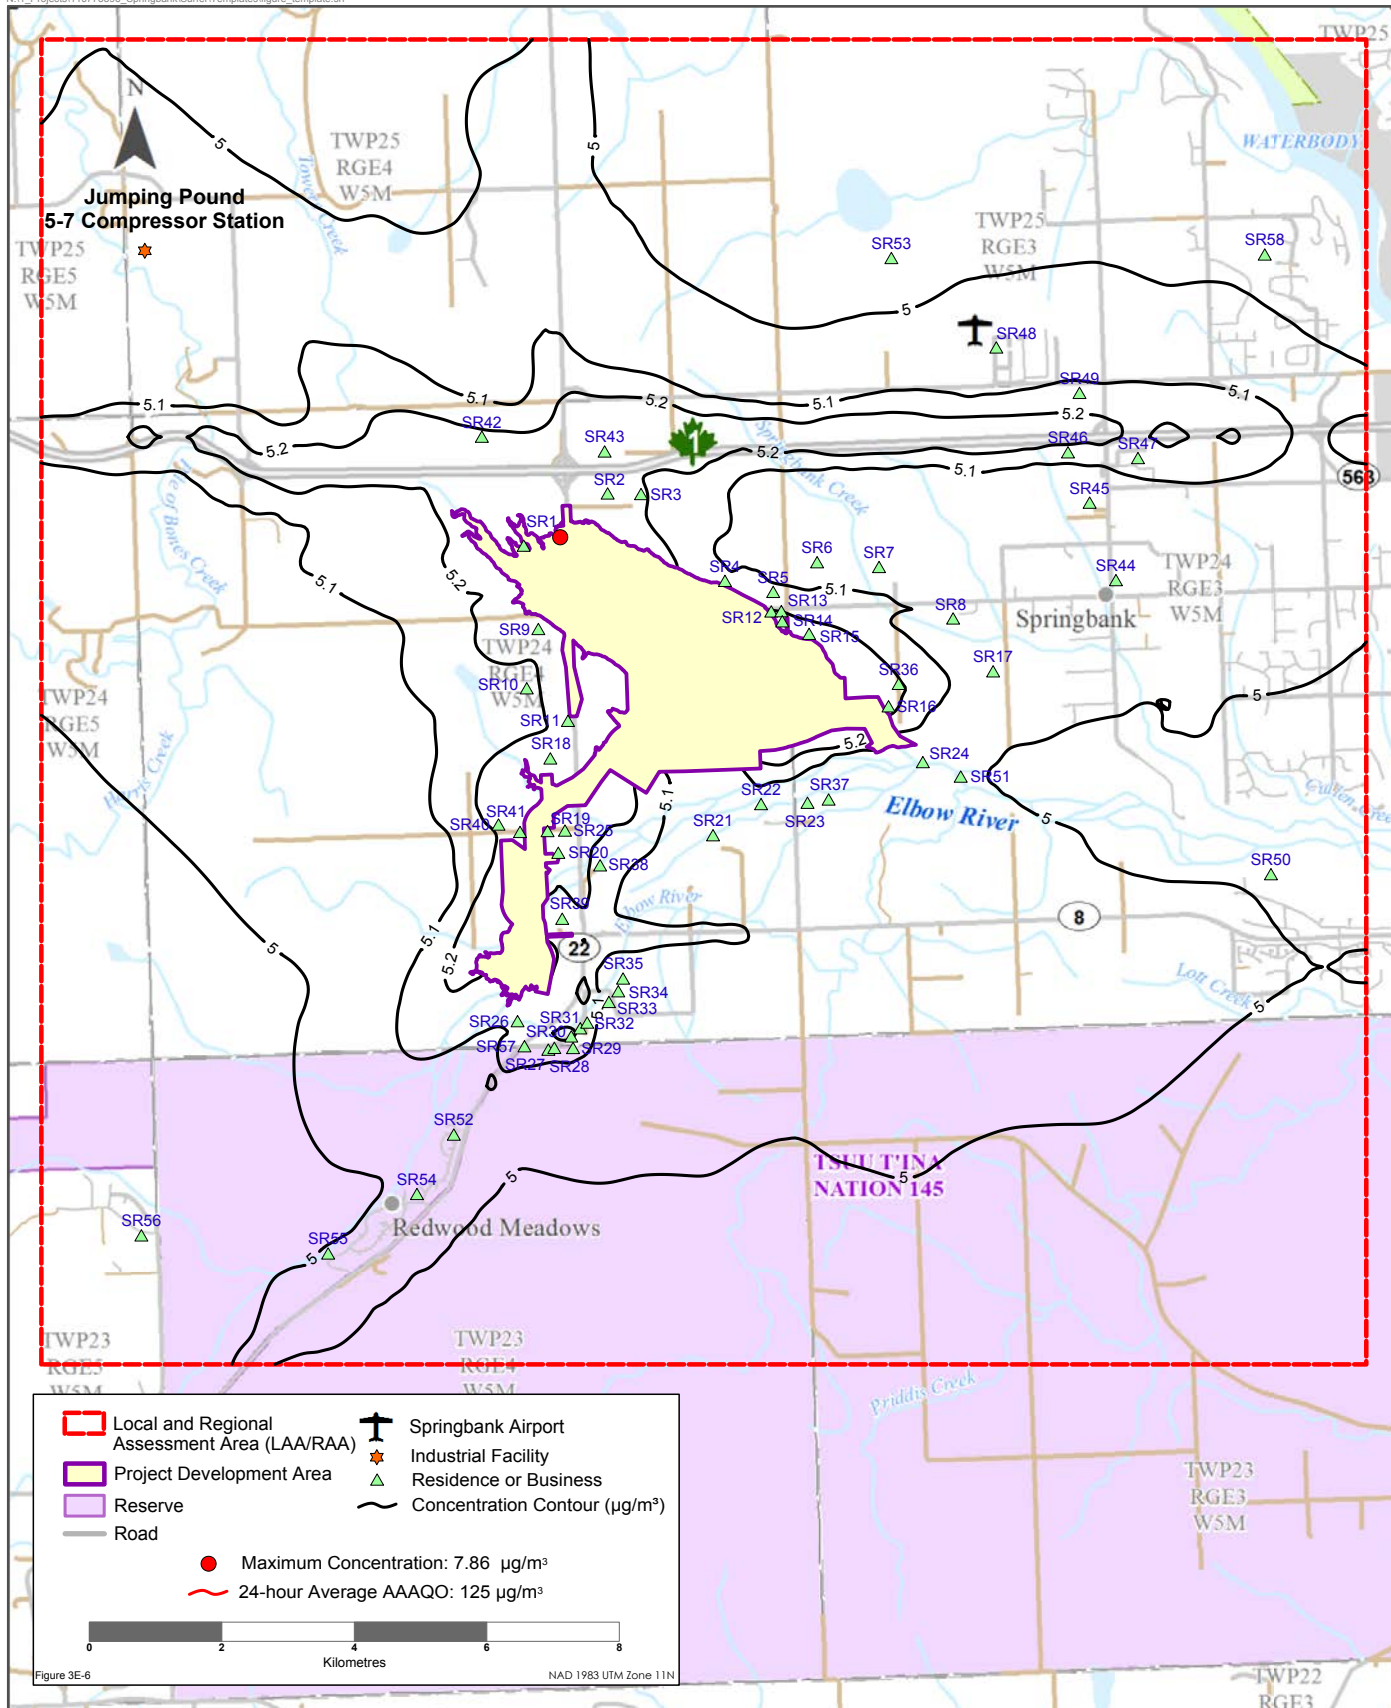 TWP25
N
TWP25
RGE4
W5M
WATERBODY
Tower Creek
Jumping Pound
5-7 Compressor Station
TWP25
RGE5
W5M
TWP25
RGE3
W5M
SR53
SR58
SR48
SR49
5
5
5
5.1
5.1
5.1
5.2
5.2
5.2
5.2
5.1
SR42
SR43
1
SR46
SR47
563
SR2
SR3
SR45
Springbank Creek
Pile of Bones Creek
SR1
SR6
SR7
SR4
SR5
SR44
TWP24
RGE3
W5M
5.1
5.2
5.1
SR13
SR12
SR14
SR15
SR8
Springbank
SR9
TWP24
RGE4
W5M
SR10
SR11
SR17
SR36
SR16
TWP24
RGE5
W5M
5
SR18
5.2
SR24
SR51
Harris Creek
Cullen Creek
5.1
SR22
SR37
SR23
Elbow River
5
SR41
SR40
SR19
SR25
SR21
SR20
SR38
SR50
Elbow River
SR39
8
22
5
5.1
5.2
SR35
SR34
SR33
Lott Creek
5
5.1
SR26
SR31
SR32
SR30
SR57
SR29
SR27
SR28
SR52
TSUU T'INA
NATION 145
5
5
SR54
Redwood Meadows
SR56
SR55
5
TWP23
RGE5
W5M
TWP23
RGE4
W5M
Priddis Creek
TWP23
RGE3
W5M
TWP22
RGE3
Local and Regional
Assessment Area (LAA/RAA)
Project Development Area
Reserve
Road
Springbank Airport
Industrial Facility
Residence or Business
Concentration Contour (µg/m³)
Maximum Concentration: 7.86 µg/m³
24-hour Average AAAQO: 125 µg/m³
0 2 4 6 8
Kilometres
Figure 3E-6
NAD 1983 UTM Zone 11N